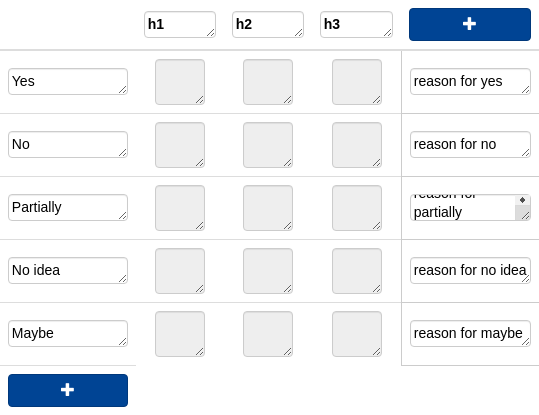 h1 h2 h3 +
Yes reason for yes
No reason for no
Partially reason for
partially
No idea reason for no idea
Maybe reason for maybe
+